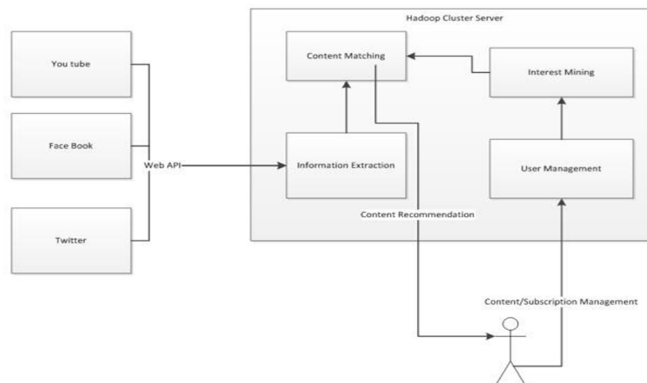 Hadoop Cluster Server
You tube
Content Matching
Interest Mining
Face Book
Web API
Information Extraction
User Management
Content Recommendation
Twitter
Content/Subscription Management